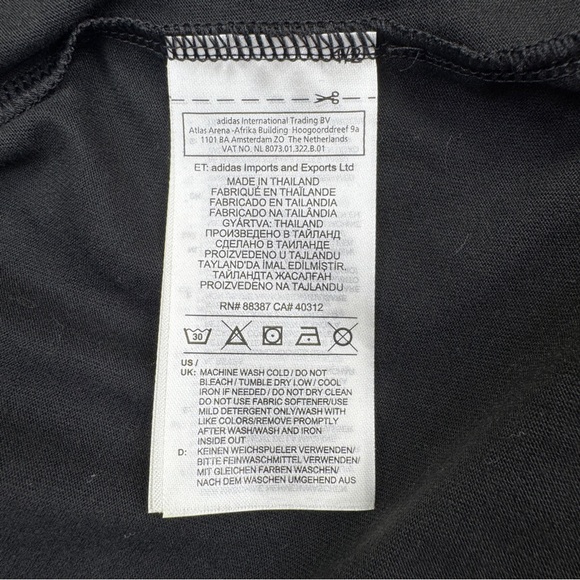 1/2
adidas International Trading BV
Atlas Arena -Afrika Building· Hoogoorddreef 9a
1101 BA Amsterdam ZO· The Netherlands
VAT NO. NL 8073.01.322.B.01
ET: adidas Imports and Exports Ltd
MADE IN THAILAND
FABRIQUÉ EN THAÏLANDE
FABRICADO EN TAILANDIA
FABRICADO NA TAILÂNDIA
GYÁRTVA: THAILAND
ПРОИЗВЕДЕНО В ТАЙЛАНД
СДЕЛАНО В ТАИЛАНДЕ
PROIZVEDENO U TAJLANDU
TAYLAND'DA İMAL EDİLMİŞTİR.
ТАЙЛАНДТА ЖАСАЛҒАН
PROIZVEDENO NA TAJLANDU
RN# 88387 CA# 40312
30
US /
UK: MACHINE WASH COLD / DO NOT
BLEACH / TUMBLE DRY LOW / COOL
IRON IF NEEDED / DO NOT DRY CLEAN
DO NOT USE FABRIC SOFTENER/USE
MILD DETERGENT ONLY/WASH WITH
LIKE COLORS/REMOVE PROMPTLY
AFTER WASH/WASH AND IRON
INSIDE OUT
D: KEINEN WEICHSPUELER VERWENDEN/
BITTE FEINWASCHMITTEL VERWENDEN/
MIT GLEICHEN FARBEN WASCHEN/
NACH DEM WASCHEN UMGEHEND AUS